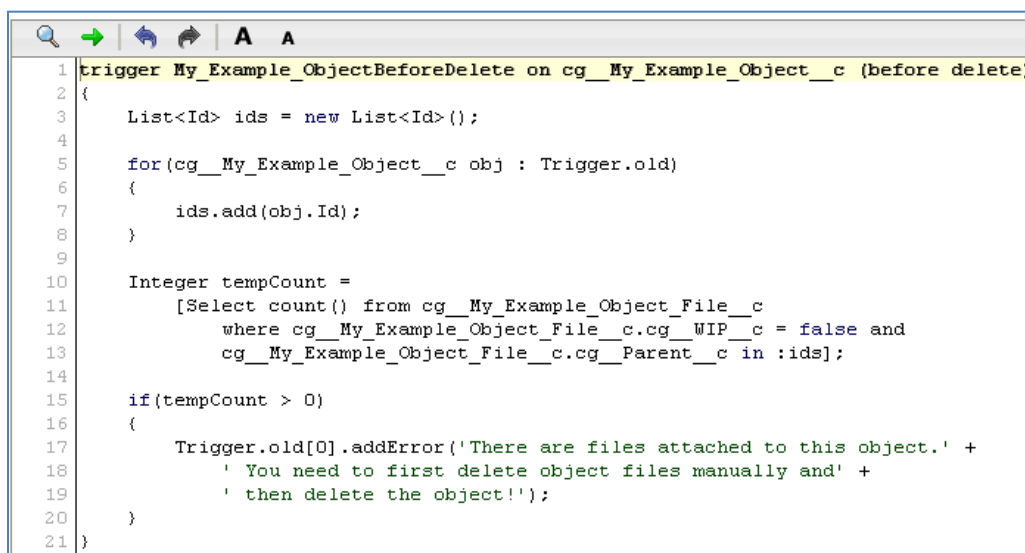 A A
1 trigger My_Example_ObjectBeforeDelete on cg__My_Example_Object__c (before delete)
2 {
3     List<Id> ids = new List<Id>();
4
5     for(cg__My_Example_Object__c obj : Trigger.old)
6     {
7         ids.add(obj.Id);
8     }
9
10     Integer tempCount =
11         [Select count() from cg__My_Example_Object_File__c
12             where cg__My_Example_Object_File__c.cg__WIP__c = false and
13             cg__My_Example_Object_File__c.cg__Parent__c in :ids];
14
15     if(tempCount > 0)
16     {
17         Trigger.old[0].addError('There are files attached to this object.' +
18             ' You need to first delete object files manually and' +
19             ' then delete the object!');
20     }
21 }